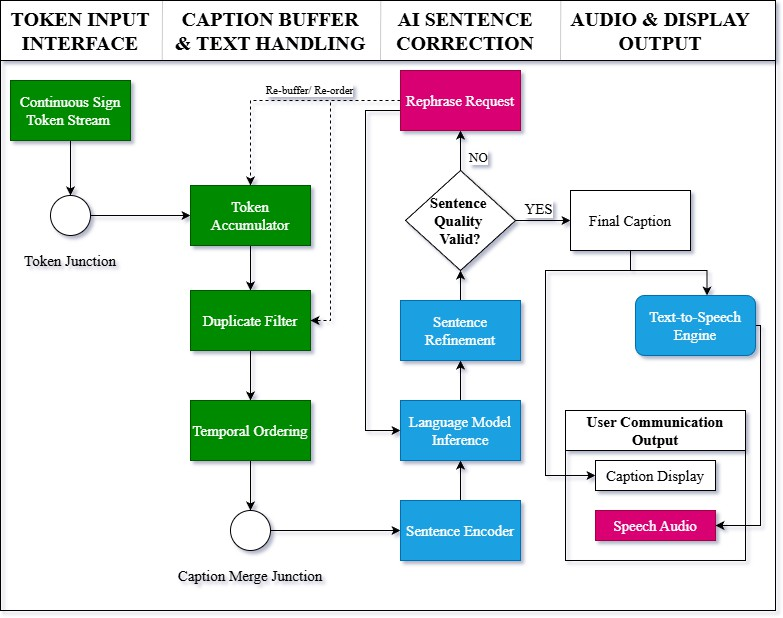 TOKEN INPUT
INTERFACE
CAPTION BUFFER
& TEXT HANDLING
AI SENTENCE
CORRECTION
AUDIO & DISPLAY
OUTPUT
Continuous Sign
Token Stream
Token Junction
Re-buffer/ Re-order
Token
Accumulator
Duplicate Filter
Temporal Ordering
Caption Merge Junction
Rephrase Request
NO
Sentence
Quality
Valid?
YES
Sentence
Refinement
Language Model
Inference
Sentence Encoder
Final Caption
Text-to-Speech
Engine
User Communication
Output
Caption Display
Speech Audio